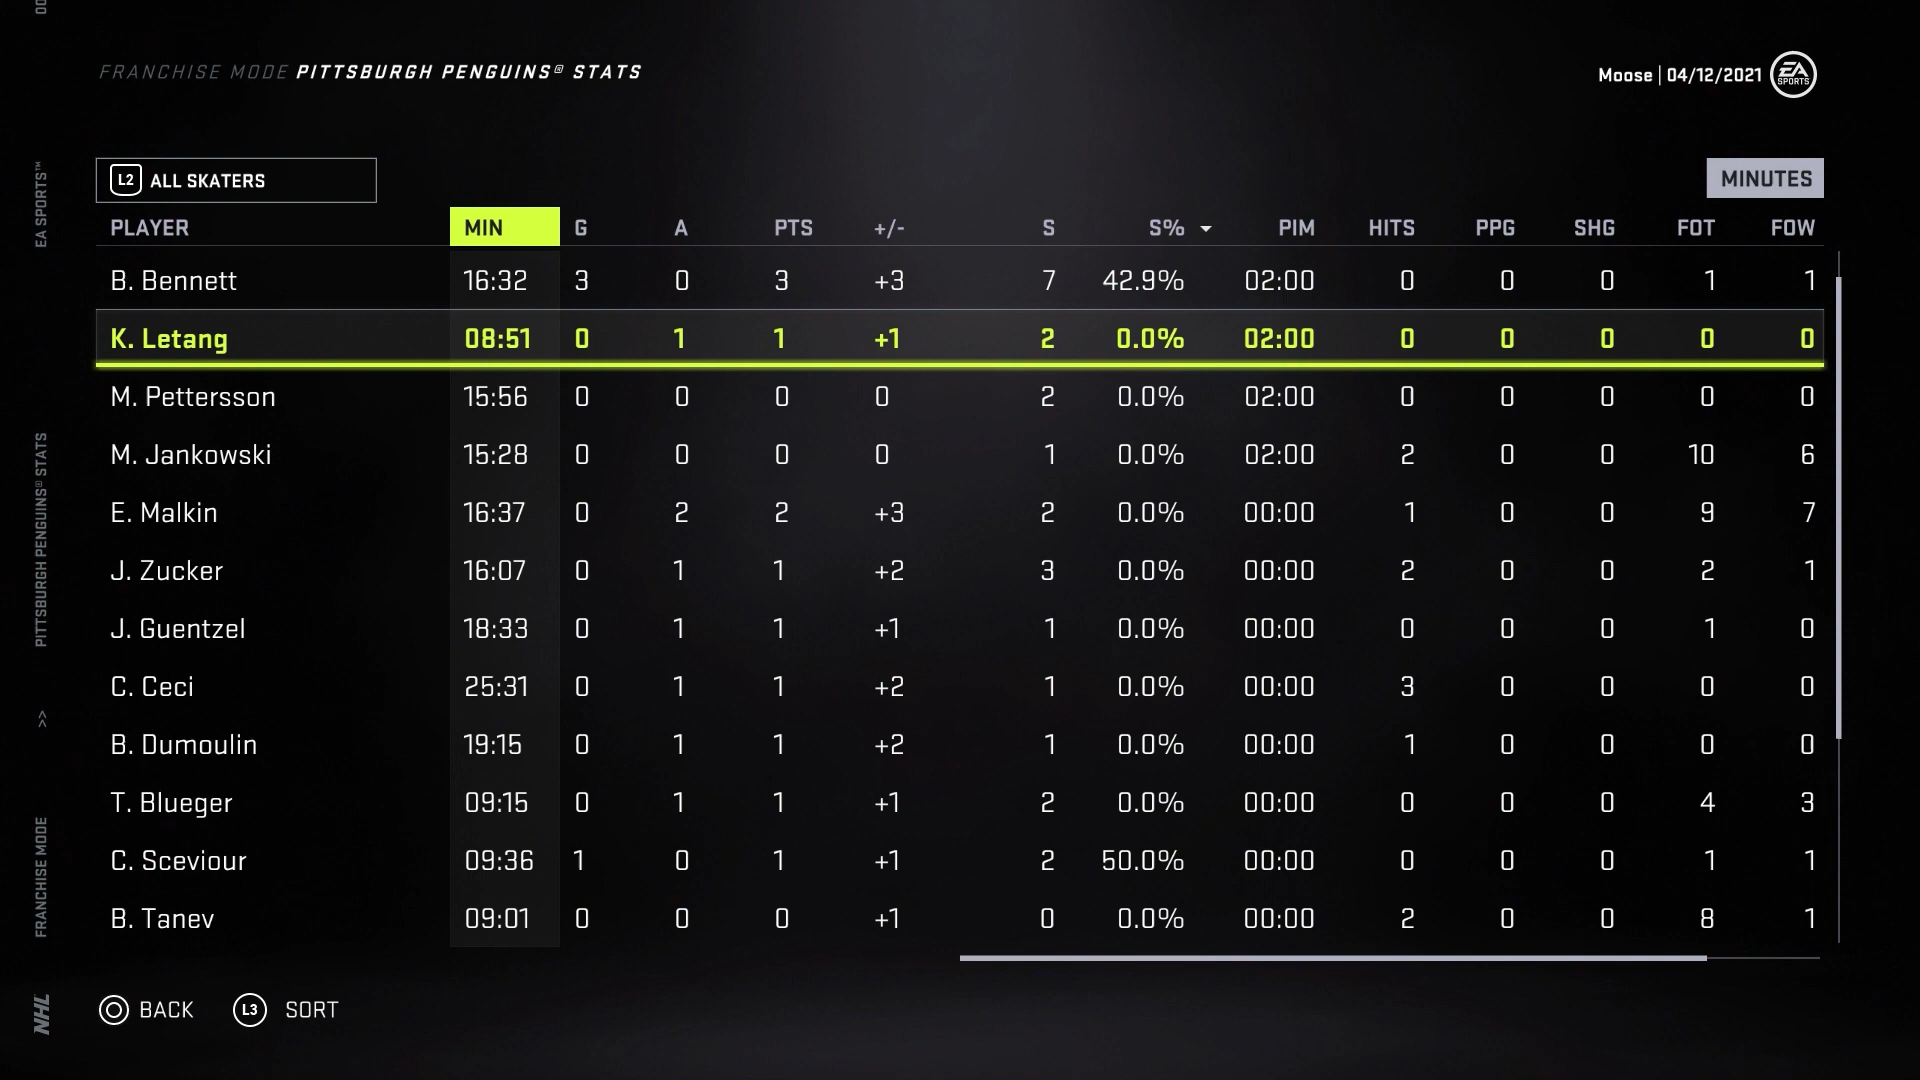 FRANCHISE MODE PITTSBURGH PENGUINS® STATS
Moose | 04/12/2021 EA SPORTS
L2 ALL SKATERS
MINUTES
PLAYER MIN G A PTS +/- S S% PIM HITS PPG SHG FOT FOW
B. Bennett 16:32 3 0 3 +3 7 42.9% 02:00 0 0 0 1 1
K. Letang 08:51 0 1 1 +1 2 0.0% 02:00 0 0 0 0 0
M. Pettersson 15:56 0 0 0 0 2 0.0% 02:00 0 0 0 0 0
M. Jankowski 15:28 0 0 0 0 1 0.0% 02:00 2 0 0 10 6
E. Malkin 16:37 0 2 2 +3 2 0.0% 00:00 1 0 0 9 7
J. Zucker 16:07 0 1 1 +2 3 0.0% 00:00 2 0 0 2 1
J. Guentzel 18:33 0 1 1 +1 1 0.0% 00:00 0 0 0 1 0
C. Ceci 25:31 0 1 1 +2 1 0.0% 00:00 3 0 0 0 0
B. Dumoulin 19:15 0 1 1 +2 1 0.0% 00:00 1 0 0 0 0
T. Blueger 09:15 0 1 1 +1 2 0.0% 00:00 0 0 0 4 3
C. Sceviour 09:36 1 0 1 +1 2 50.0% 00:00 0 0 0 1 1
B. Tanev 09:01 0 0 0 +1 0 0.0% 00:00 2 0 0 8 1
BACK L3 SORT
NHL FRANCHISE MODE >> PITTSBURGH PENGUINS® STATS EA SPORTS™